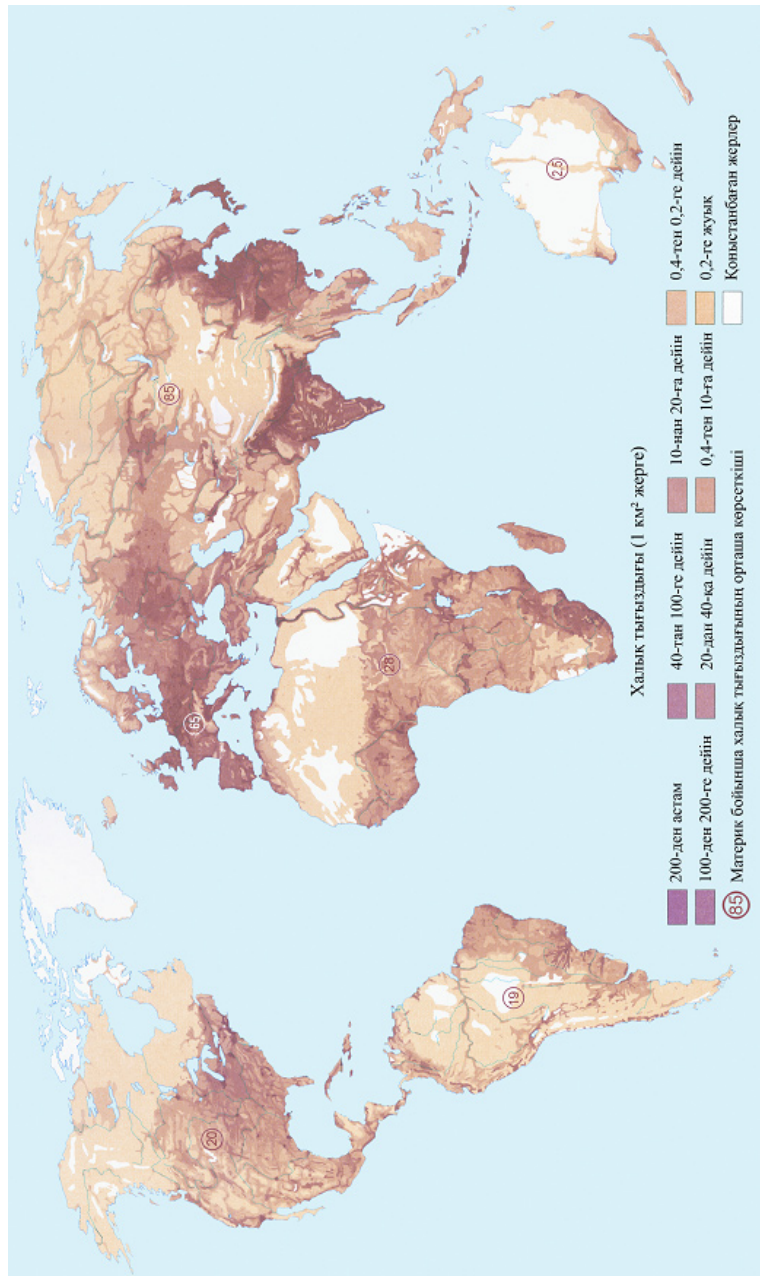 85
65
20
28
19
2,5
Халық тығыздығы (1 км² жерге)
200-ден астам
40-тан 100-ге дейін
10-нан 20-ға дейін
0,4-тен 0,2-ге дейін
100-ден 200-ге дейін
20-дан 40-қа дейін
0,4-тен 10-ға дейін
0,2-ге жуық
85 Материк бойынша халық тығыздығының орташа көрсеткіші
Қоныстанбаған жерлер